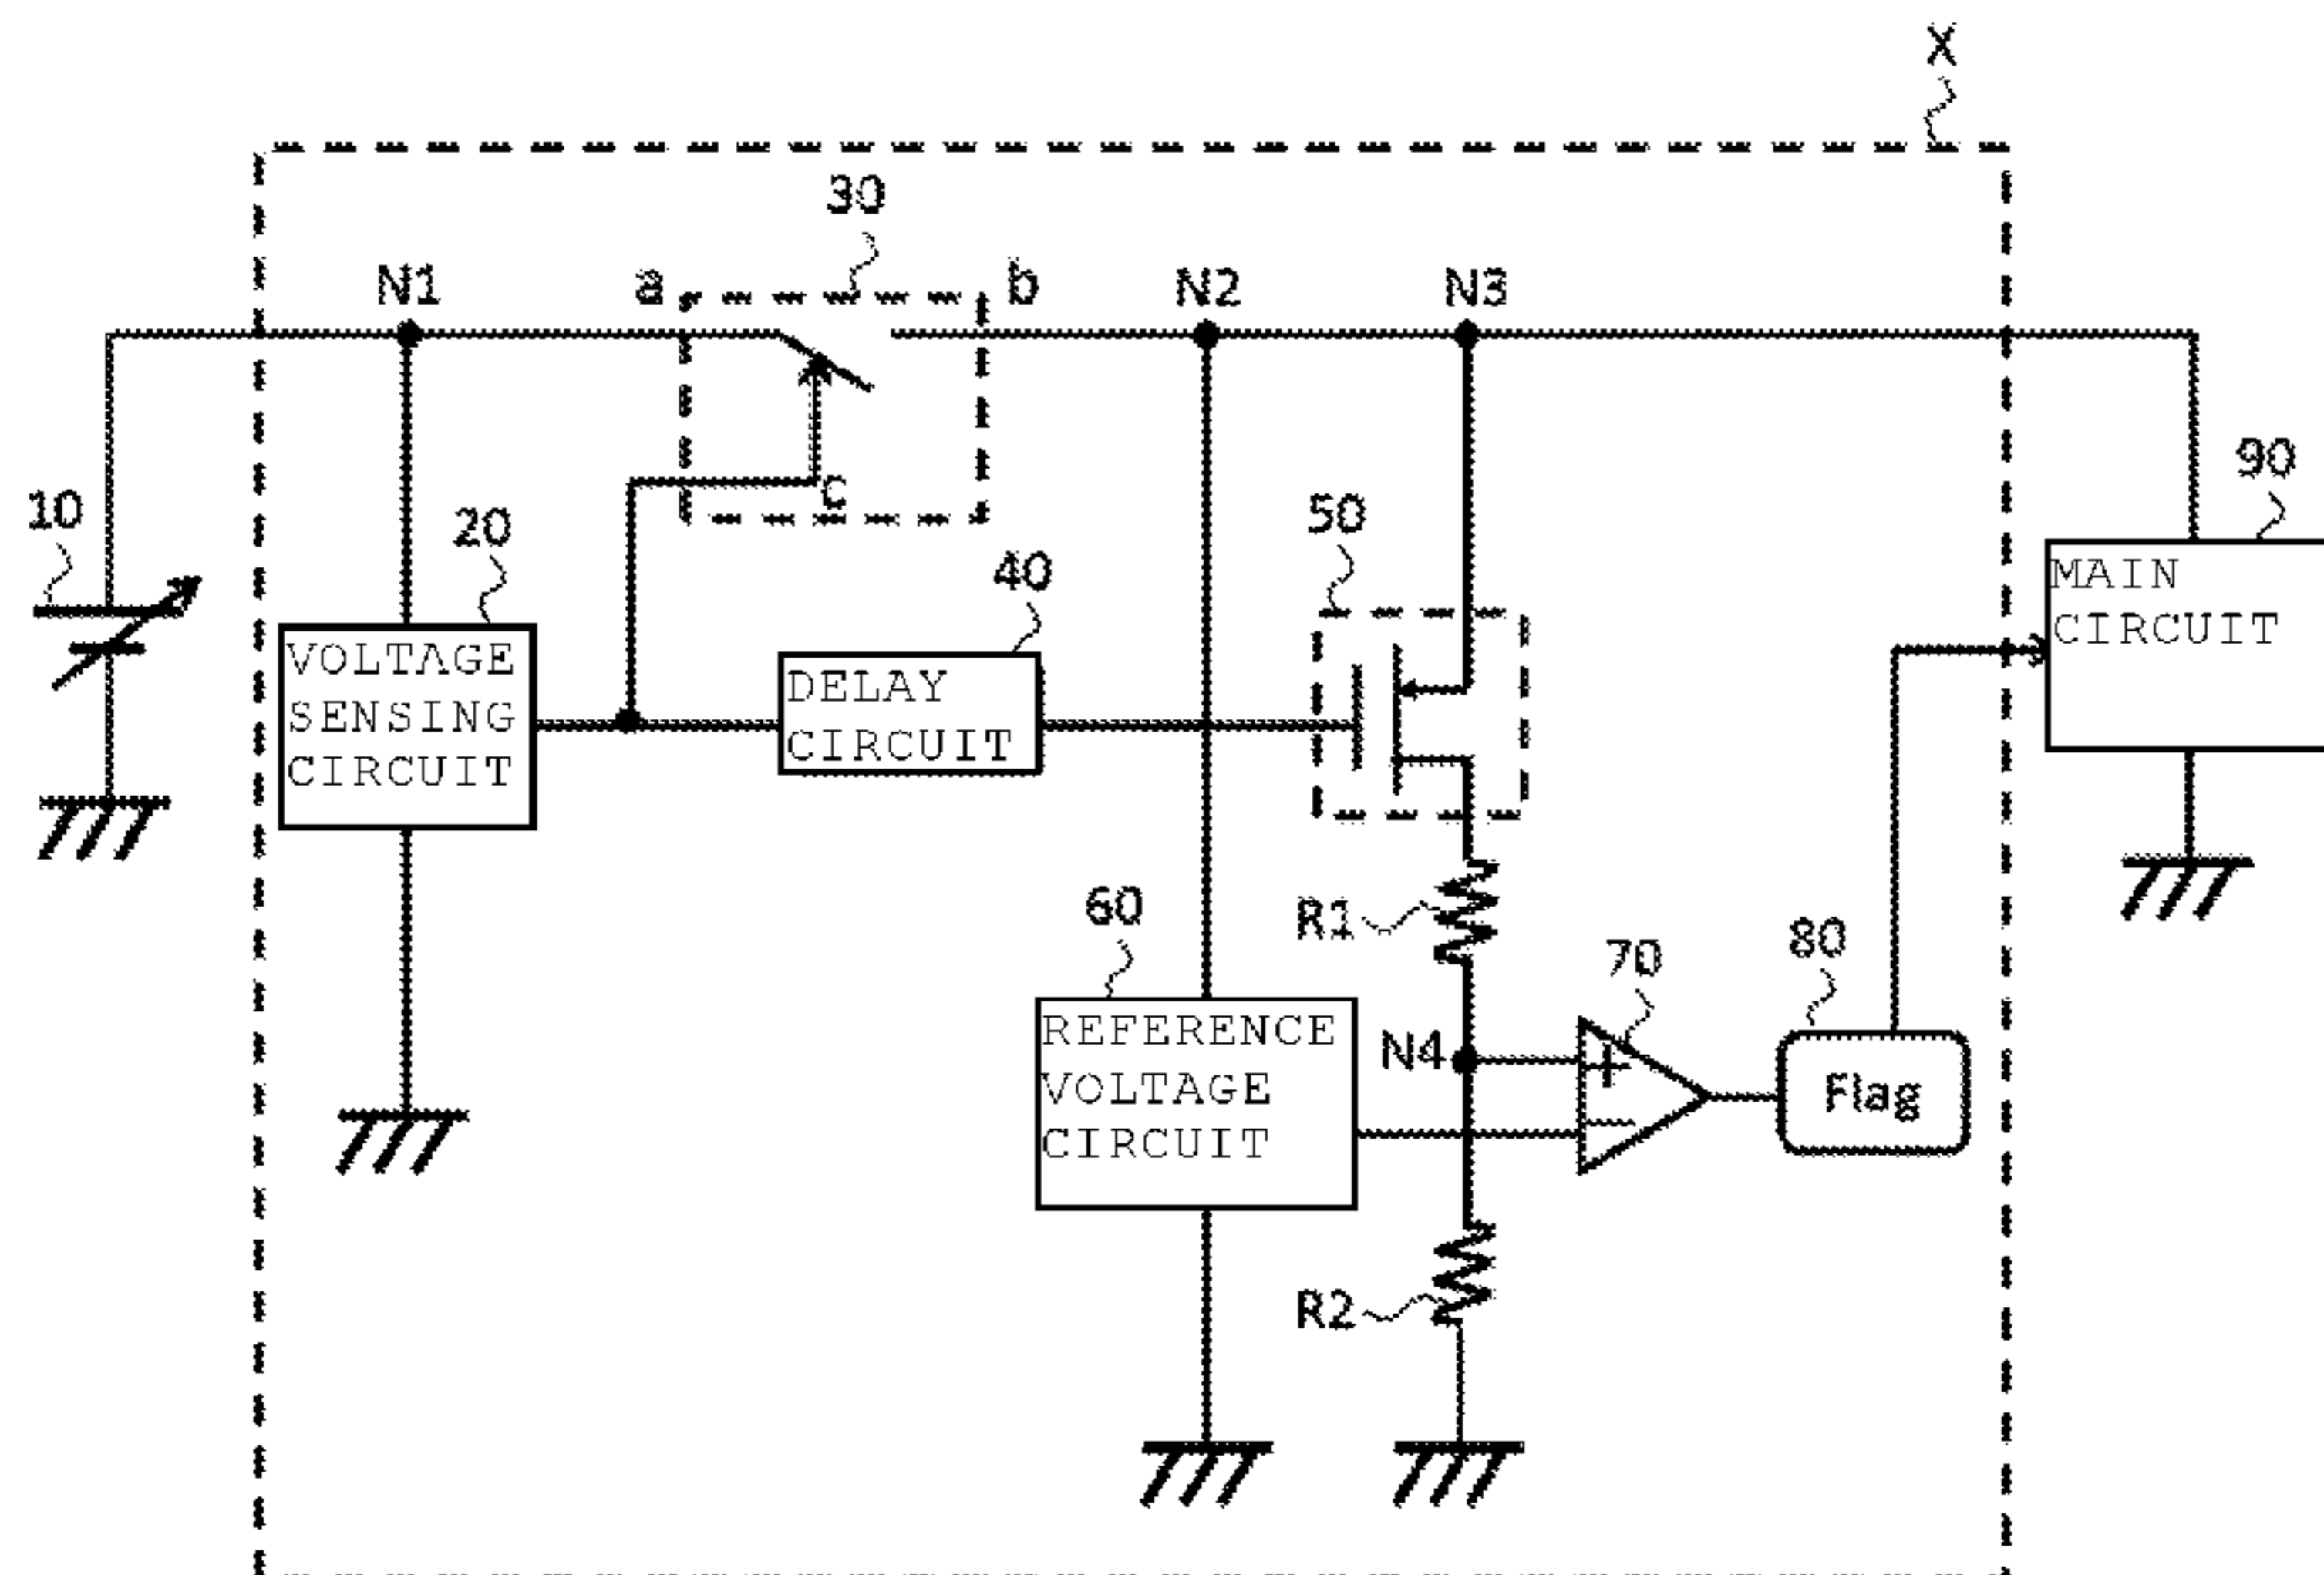 X
30
N1
a
b
N2
N3
c
10
20
40
50
90
VOLTAGE
SENSING
CIRCUIT
DELAY
CIRCUIT
MAIN
CIRCUIT
60
R1
70
80
REFERENCE
VOLTAGE
CIRCUIT
N4
+
−
Flag
R2